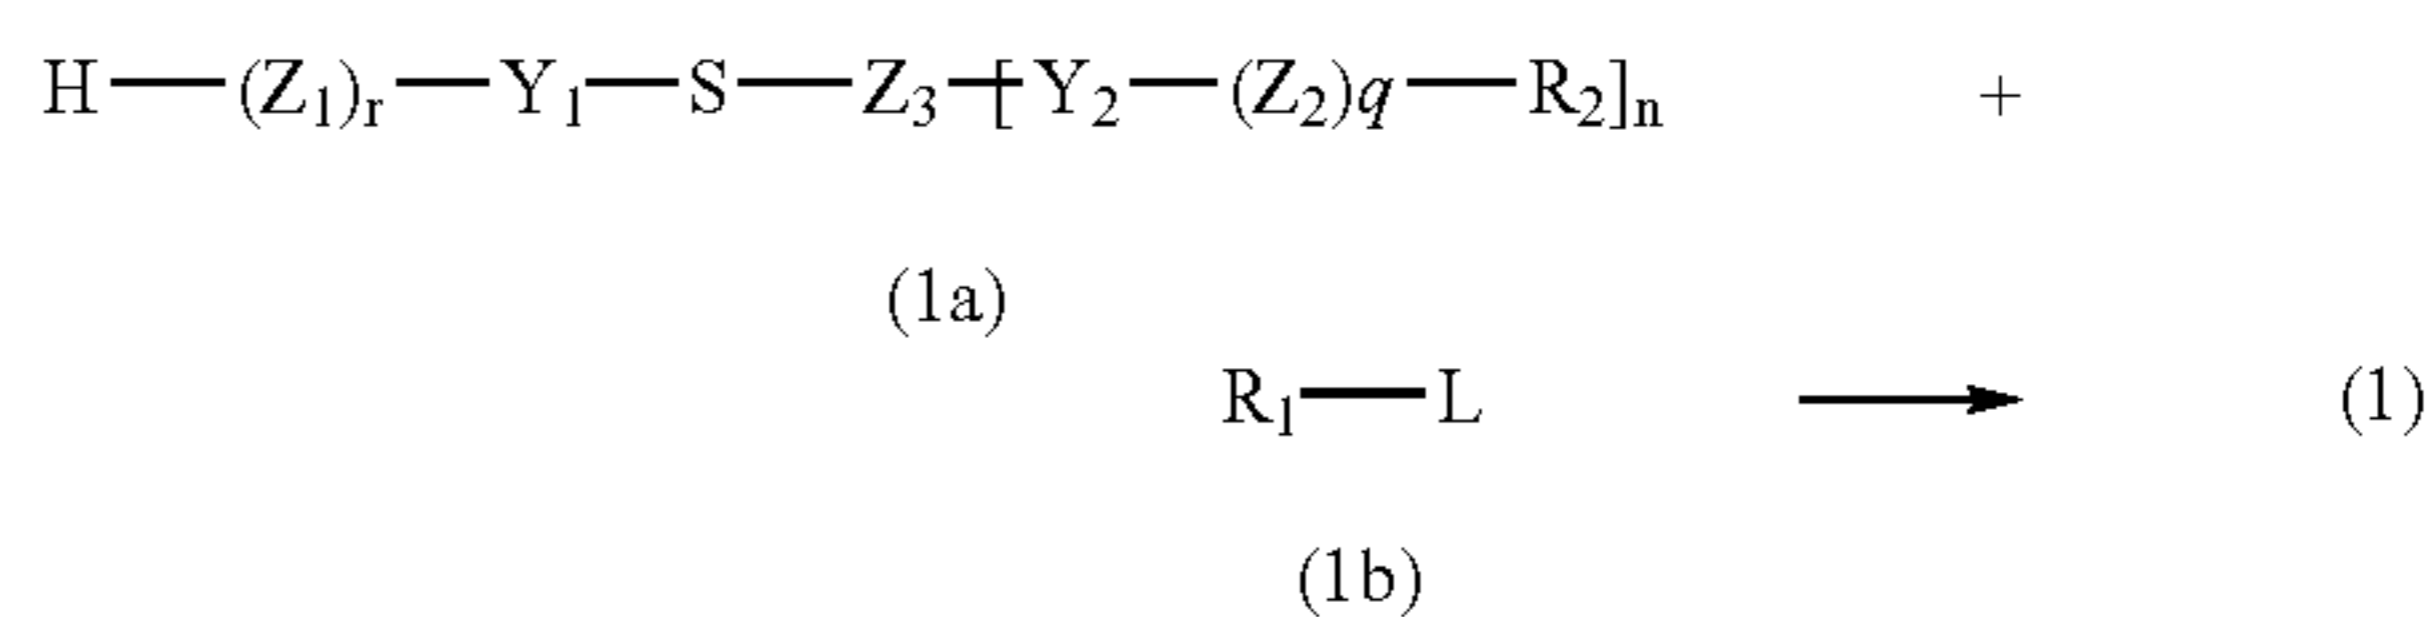 H—(Z₁)ᵣ—Y₁—S—Z₃—[Y₂—(Z₂)q—R₂]ₙ +
(1a)
R₁—L ⟶ (1)
(1b)